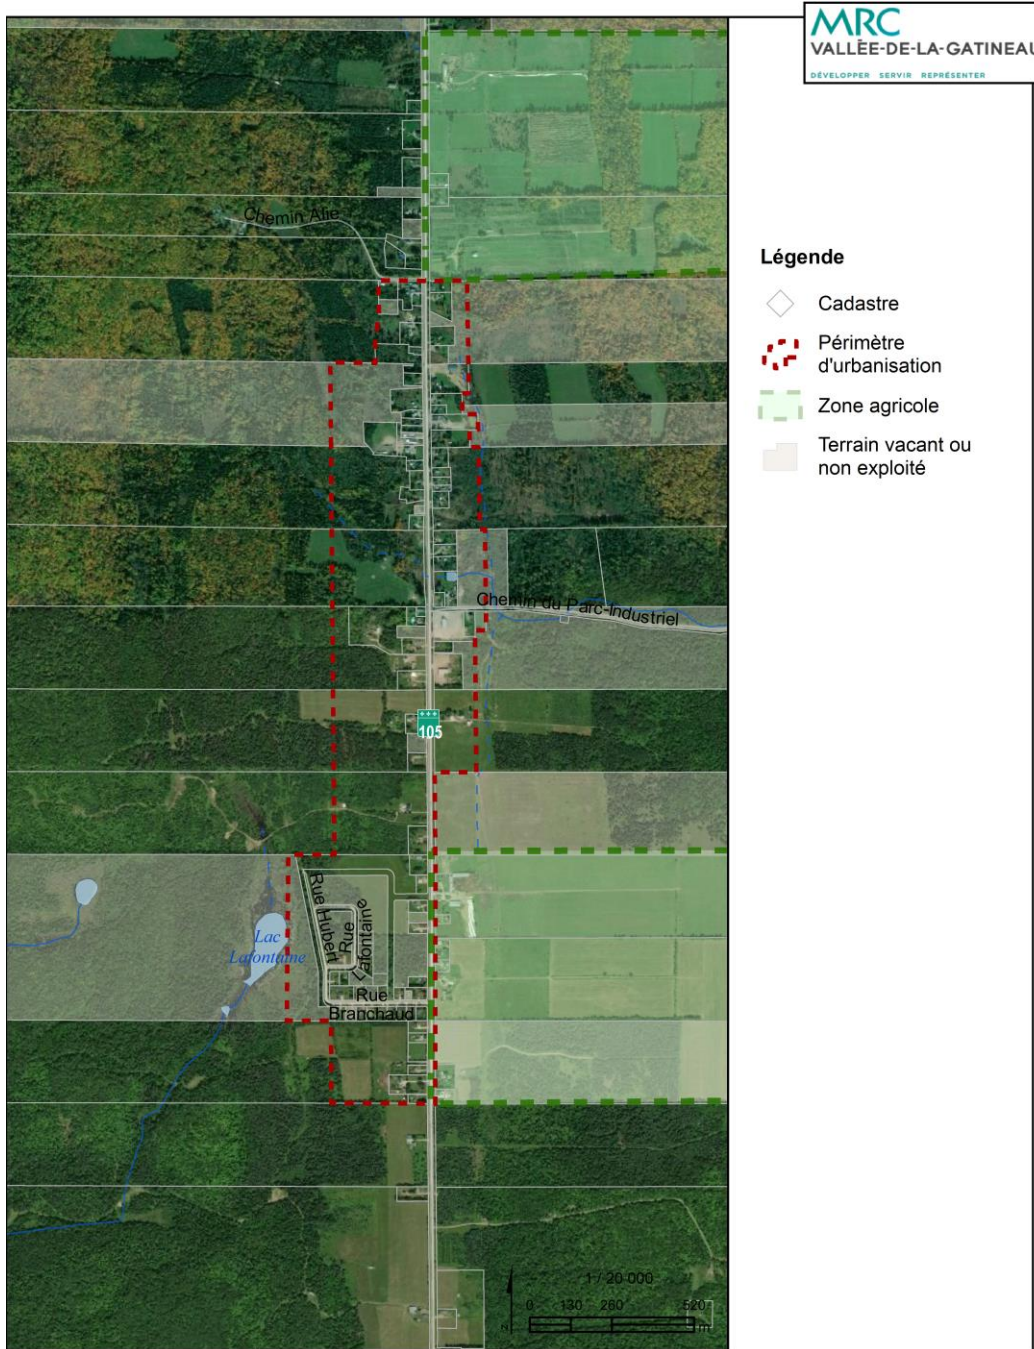 MRC
VALLÉE-DE-LA-GATINEAU
DÉVELOPPER SERVIR REPRÉSENTER
Chemin Alie
Légende
Cadastre
Périmètre
d'urbanisation
Zone agricole
Terrain vacant ou
non exploité
Chemin du Parc-Industriel
105
Rue Hubert
Rue
Lafontaine
Lac
Lafontaine
Rue
Branchaud
1 / 20 000
0 130 260 520
m
N